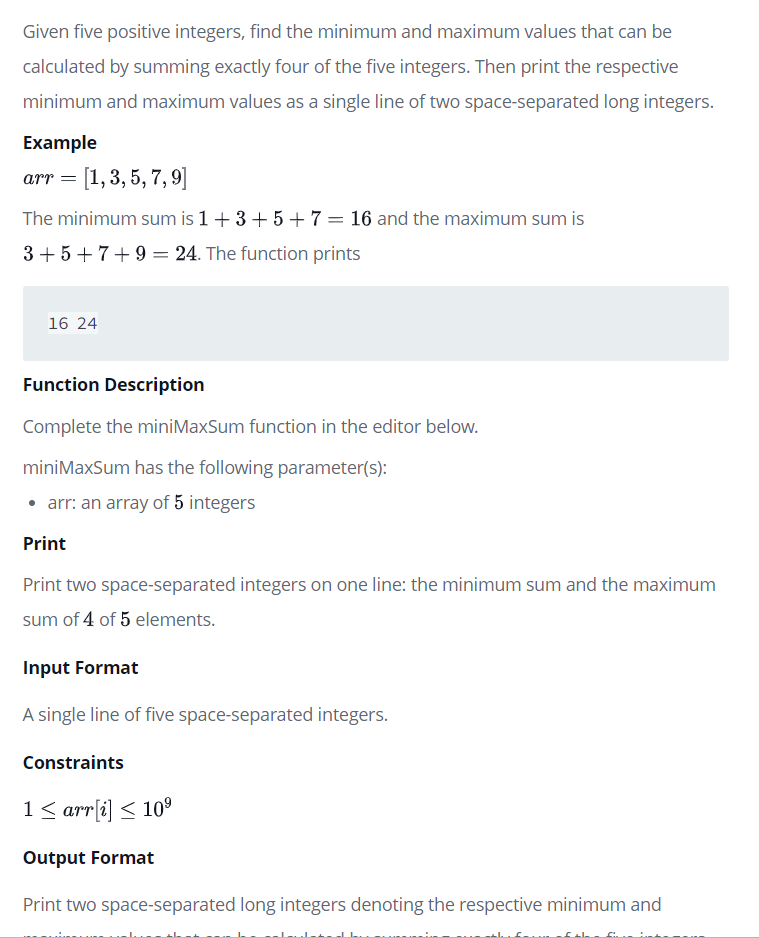 Given five positive integers, find the minimum and maximum values that can be
calculated by summing exactly four of the five integers. Then print the respective
minimum and maximum values as a single line of two space-separated long integers.
Example
arr = [1, 3, 5, 7, 9]
The minimum sum is 1 + 3 + 5 + 7 = 16 and the maximum sum is
3 + 5 + 7 + 9 = 24. The function prints
16 24
Function Description
Complete the miniMaxSum function in the editor below.
miniMaxSum has the following parameter(s):
• arr: an array of 5 integers
Print
Print two space-separated integers on one line: the minimum sum and the maximum
sum of 4 of 5 elements.
Input Format
A single line of five space-separated integers.
Constraints
1 ≤ arr[i] ≤ 10⁹
Output Format
Print two space-separated long integers denoting the respective minimum and